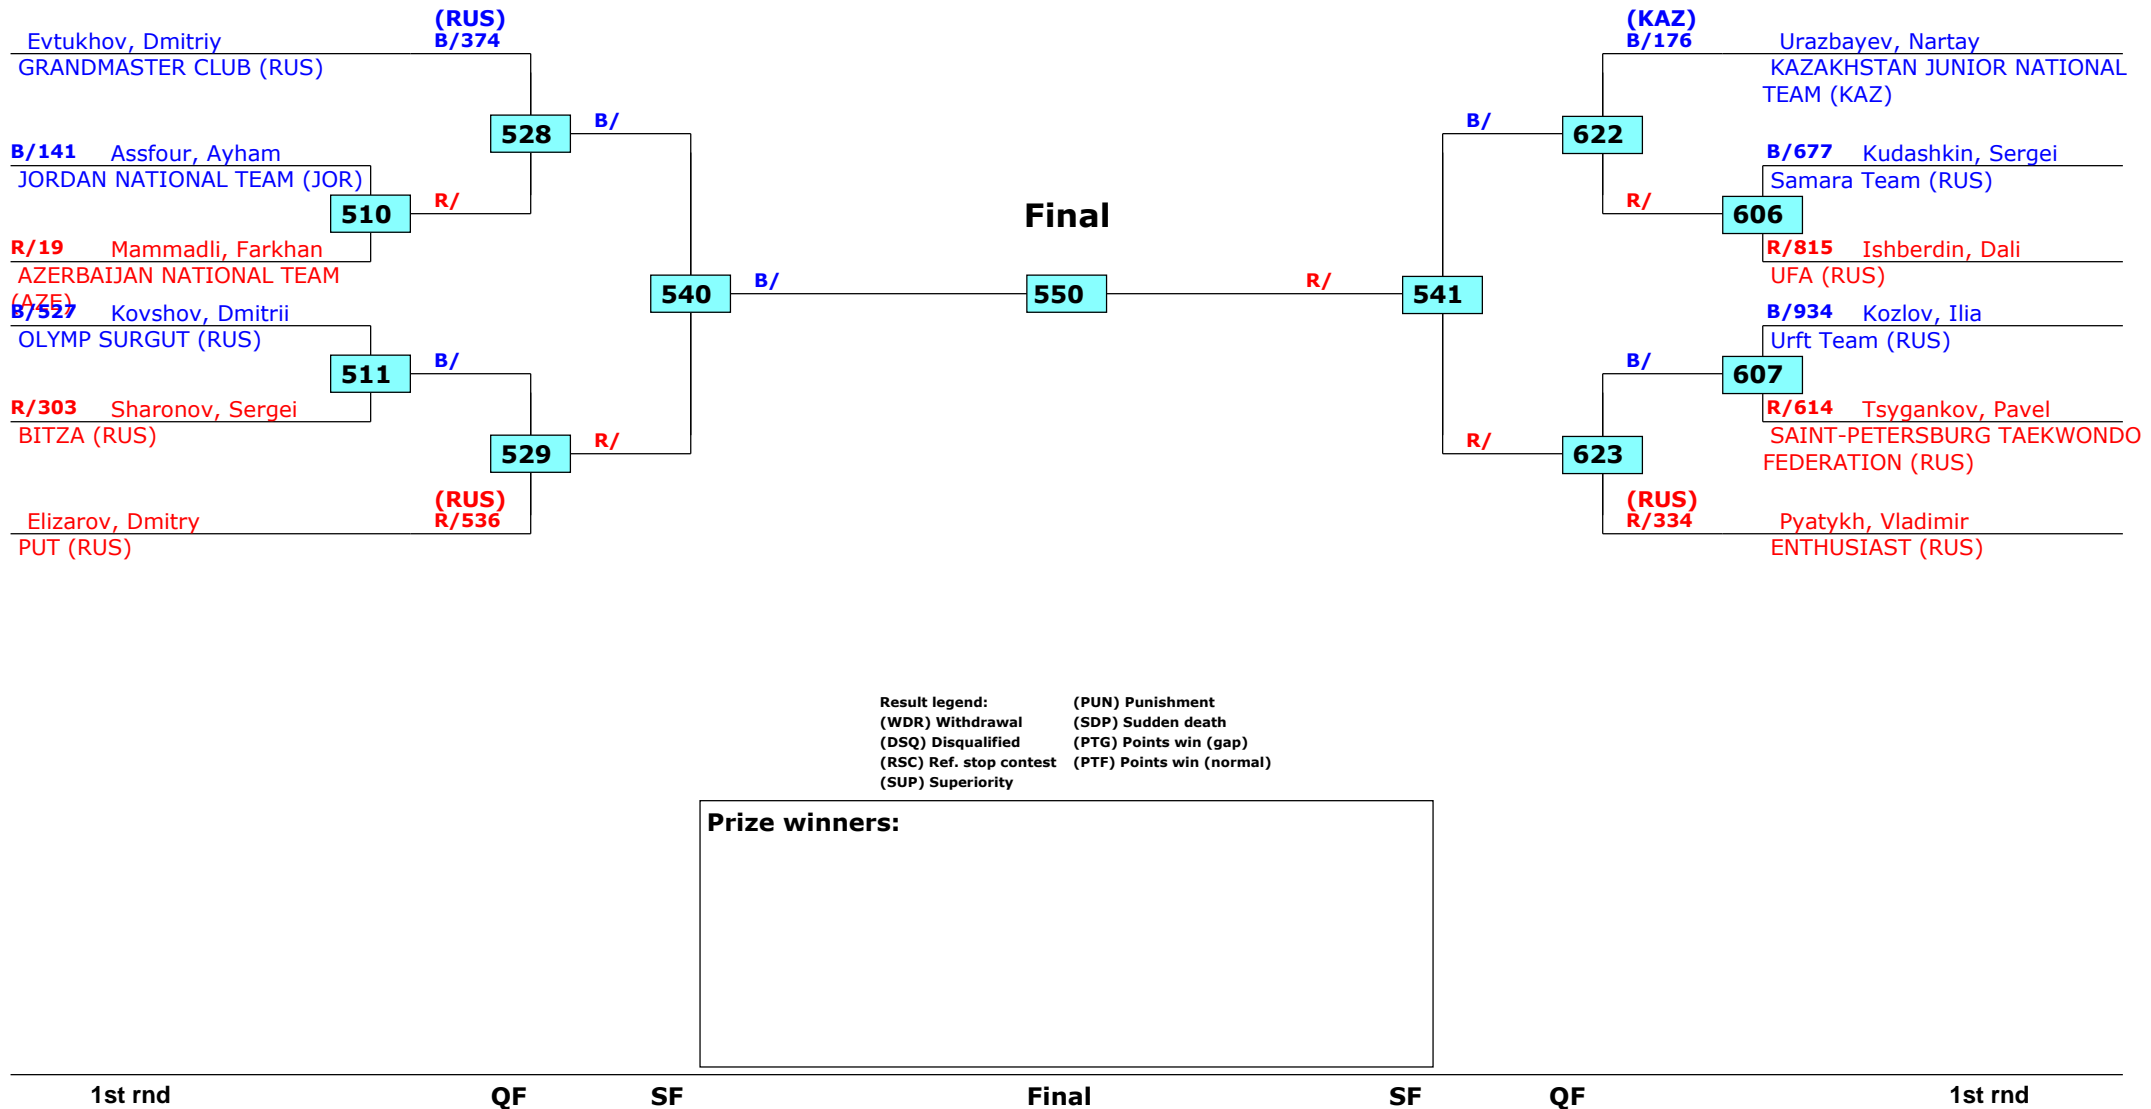 (RUS)
B/374
Evtukhov, Dmitriy
GRANDMASTER CLUB (RUS)
528
B/
B/141 Assfour, Ayham
JORDAN NATIONAL TEAM (JOR)
510
R/
R/19 Mammadli, Farkhan
AZERBAIJAN NATIONAL TEAM
(AZE)
540
B/
B/527 Kovshov, Dmitrii
OLYMP SURGUT (RUS)
511
B/
R/303 Sharonov, Sergei
BITZA (RUS)
529
R/
(RUS)
R/536
Elizarov, Dmitry
PUT (RUS)
Final
550
(KAZ)
B/176
Urazbayev, Nartay
KAZAKHSTAN JUNIOR NATIONAL
TEAM (KAZ)
B/
622
B/677 Kudashkin, Sergei
Samara Team (RUS)
R/
606
R/815 Ishberdin, Dali
UFA (RUS)
R/
541
B/934 Kozlov, Ilia
Urft Team (RUS)
B/
607
R/614 Tsygankov, Pavel
SAINT-PETERSBURG TAEKWONDO
FEDERATION (RUS)
R/
623
(RUS)
R/334
Pyatykh, Vladimir
ENTHUSIAST (RUS)
Result legend: (PUN) Punishment
(WDR) Withdrawal (SDP) Sudden death
(DSQ) Disqualified (PTG) Points win (gap)
(RSC) Ref. stop contest (PTF) Points win (normal)
(SUP) Superiority
Prize winners:
1st rnd QF SF Final SF QF 1st rnd